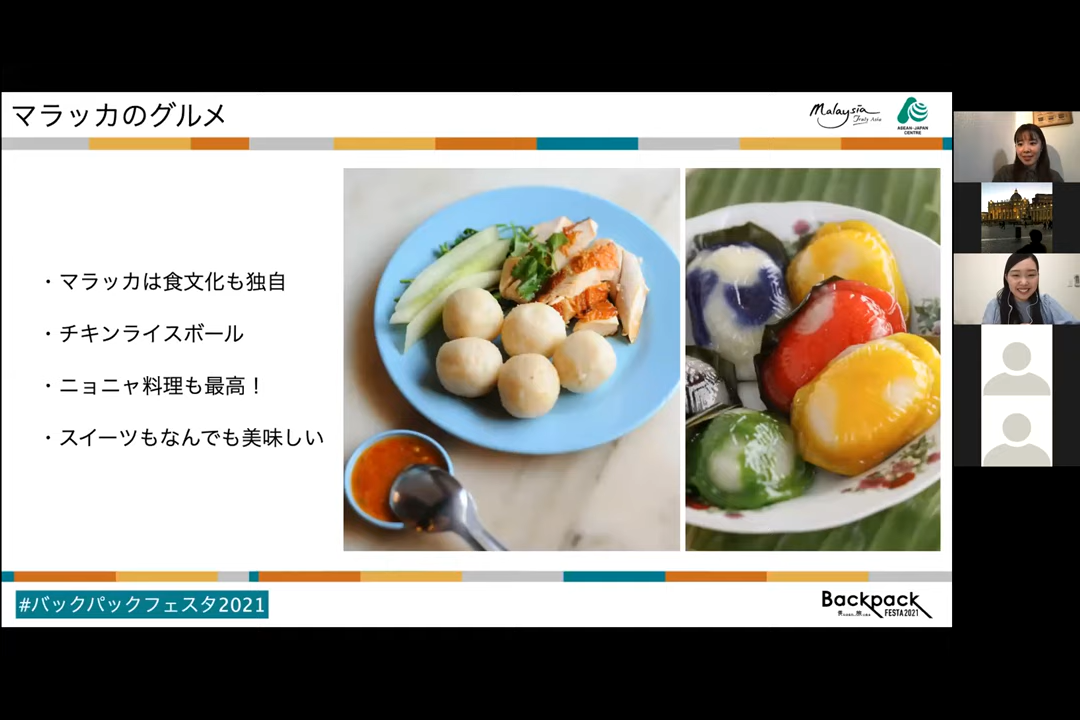 マラッカのグルメ
Malaysia
Truly Asia
ASEAN-JAPAN
CENTRE
・マラッカは食文化も独自
・チキンライスボール
・ニョニャ料理も最高！
・スイーツもなんでも美味しい
#バックパックフェスタ2021
Backpack
FESTA2021